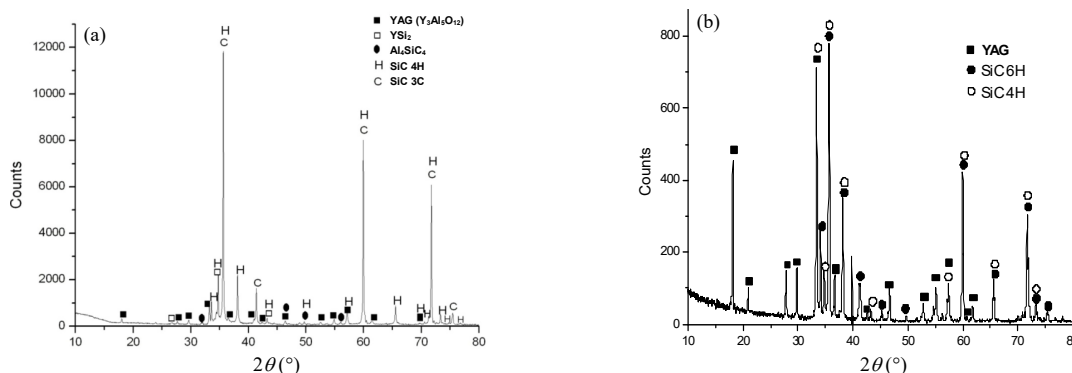 (a)
YAG (Y₃Al₅O₁₂)
YSi₂
Al₄SiC₄
H SiC 4H
C SiC 3C
H
C
H
C
H
C
H
H
H
C
H
H
H
H
H
H
C
H
12000
10000
8000
6000
4000
2000
0
Counts
10 20 30 40 50 60 70 80
2θ (°)
(b)
YAG
SiC6H
SiC4H
800
600
400
200
0
Counts
10 20 30 40 50 60 70 80
2θ (°)